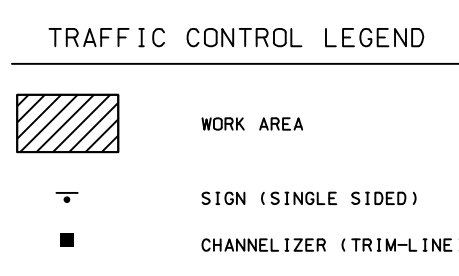 TRAFFIC CONTROL LEGEND
WORK AREA
SIGN (SINGLE SIDED)
CHANNELIZER (TRIM-LINE